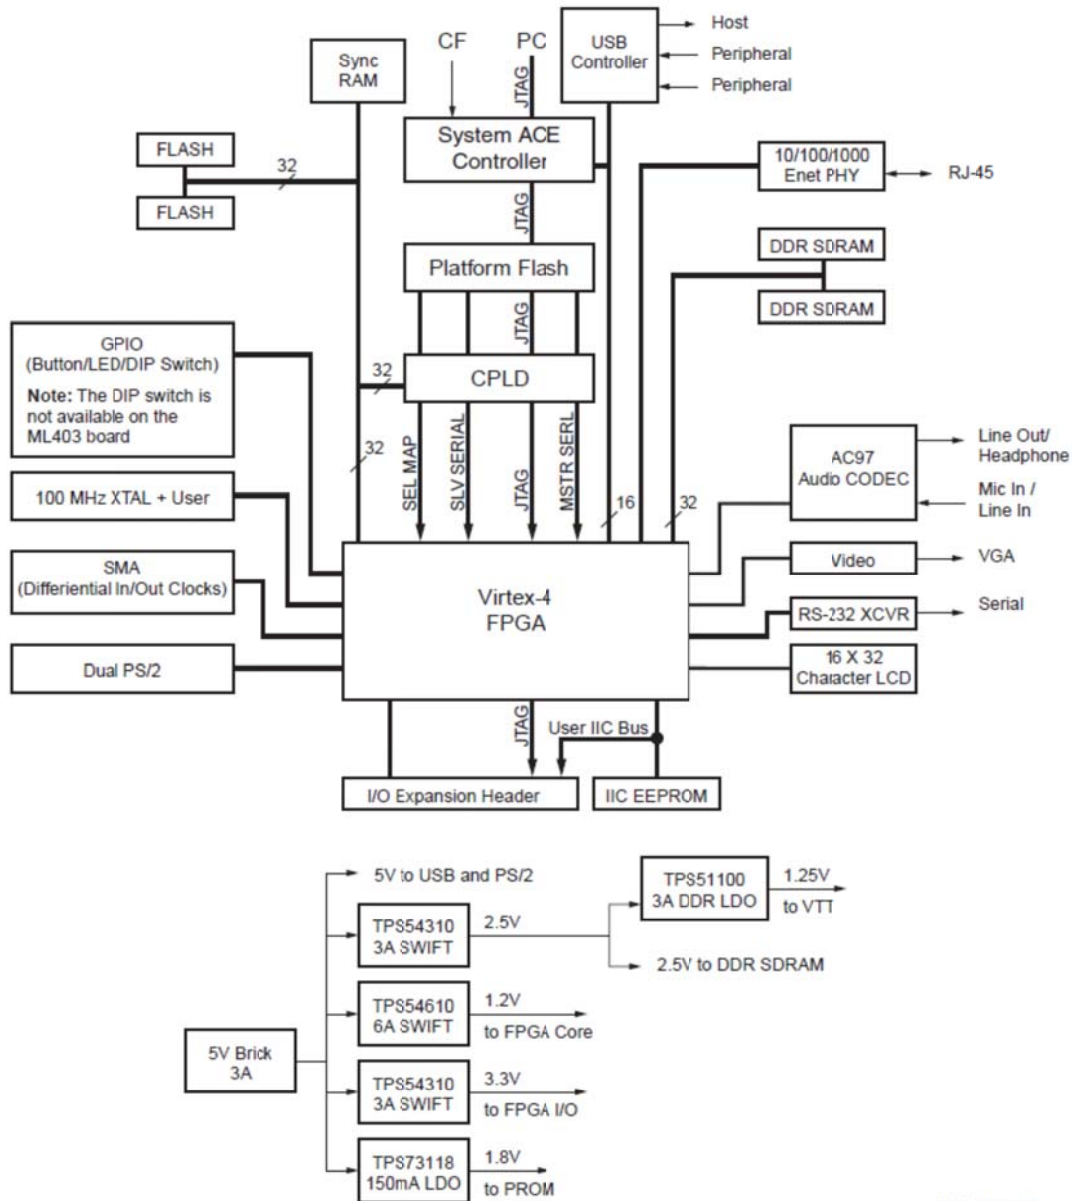 CF
PC
USB
Controller
Host
Peripheral
Peripheral
Sync
RAM
JTAG
System ACE
Controller
FLASH
32
FLASH
10/100/1000
Enet PHY
RJ-45
JTAG
Platform Flash
DDR SDRAM
DDR SDRAM
JTAG
GPIO
(Button/LED/DIP Switch)
Note: The DIP switch is
not available on the
ML403 board
32
CPLD
32
SEL MAP
SLV SERIAL
JTAG
MSTR SERL
16
32
AC97
Audio CODEC
Line Out/
Headphone
Mic In /
Line In
100 MHz XTAL + User
SMA
(Differiential In/Out Clocks)
Dual PS/2
Virtex-4
FPGA
Video
VGA
RS-232 XCVR
Serial
16 X 32
Character LCD
JTAG
User IIC Bus
I/O Expansion Header
IIC EEPROM
5V to USB and PS/2
TPS54310
3A SWIFT
2.5V
TPS51100
3A DDR LDO
1.25V
to VTT
2.5V to DDR SDRAM
TPS54610
6A SWIFT
1.2V
to FPGA Core
5V Brick
3A
TPS54310
3A SWIFT
3.3V
to FPGA I/O
TPS73118
150mA LDO
1.8V
to PROM